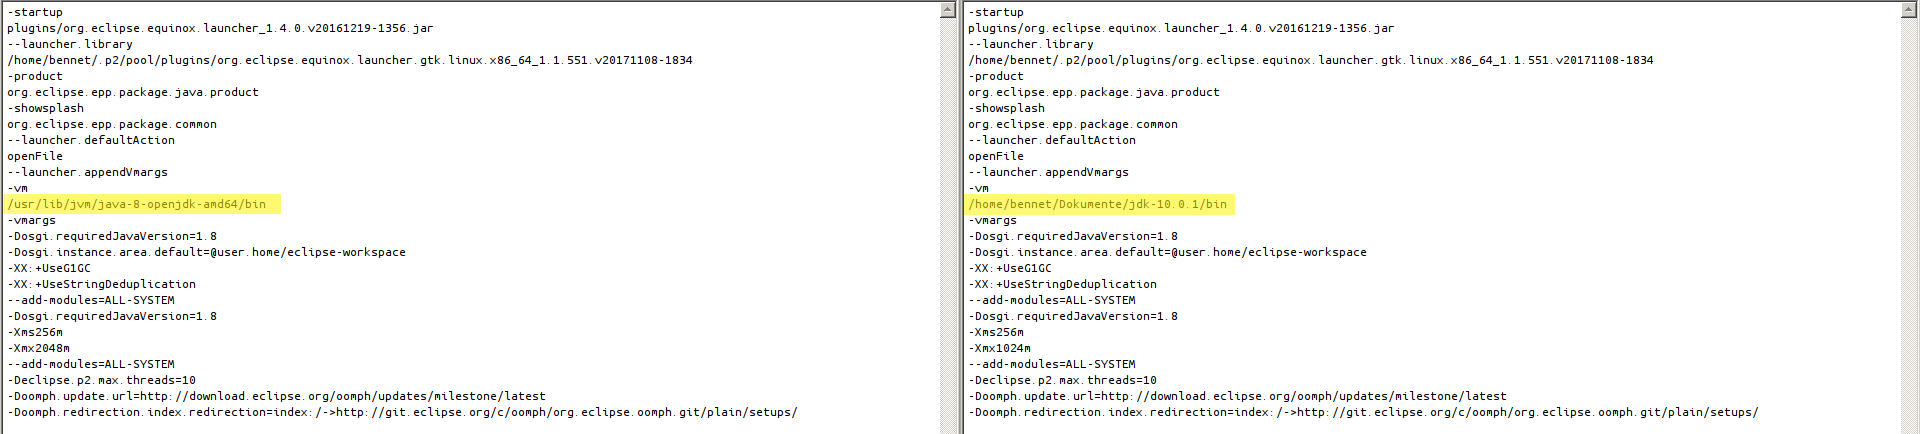 -startup
plugins/org.eclipse.equinox.launcher_1.4.0.v20161219-1356.jar
--launcher.library
/home/bennet/.p2/pool/plugins/org.eclipse.equinox.launcher.gtk.linux.x86_64_1.1.551.v20171108-1834
-product
org.eclipse.epp.package.java.product
-showsplash
org.eclipse.epp.package.common
--launcher.defaultAction
openFile
--launcher.appendVmargs
-vm
/usr/lib/jvm/java-8-openjdk-amd64/bin
-vmargs
-Dosgi.requiredJavaVersion=1.8
-Dosgi.instance.area.default=@user.home/eclipse-workspace
-XX:+UseG1GC
-XX:+UseStringDeduplication
--add-modules=ALL-SYSTEM
-Dosgi.requiredJavaVersion=1.8
-Xms256m
-Xmx2048m
--add-modules=ALL-SYSTEM
-Declipse.p2.max.threads=10
-Doomph.update.url=http://download.eclipse.org/oomph/updates/milestone/latest
-Doomph.redirection.index.redirection=index:/->http://git.eclipse.org/c/oomph/org.eclipse.oomph.git/plain/setups/
-startup
plugins/org.eclipse.equinox.launcher_1.4.0.v20161219-1356.jar
--launcher.library
/home/bennet/.p2/pool/plugins/org.eclipse.equinox.launcher.gtk.linux.x86_64_1.1.551.v20171108-1834
-product
org.eclipse.epp.package.java.product
-showsplash
org.eclipse.epp.package.common
--launcher.defaultAction
openFile
--launcher.appendVmargs
-vm
/home/bennet/Dokumente/jdk-10.0.1/bin
-vmargs
-Dosgi.requiredJavaVersion=1.8
-Dosgi.instance.area.default=@user.home/eclipse-workspace
-XX:+UseG1GC
-XX:+UseStringDeduplication
--add-modules=ALL-SYSTEM
-Dosgi.requiredJavaVersion=1.8
-Xms256m
-Xmx1024m
--add-modules=ALL-SYSTEM
-Declipse.p2.max.threads=10
-Doomph.update.url=http://download.eclipse.org/oomph/updates/milestone/latest
-Doomph.redirection.index.redirection=index:/->http://git.eclipse.org/c/oomph/org.eclipse.oomph.git/plain/setups/